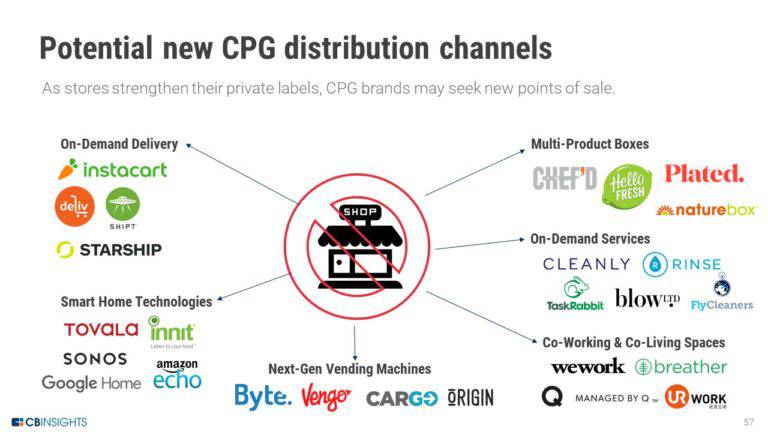 Potential new CPG distribution channels
As stores strengthen their private labels, CPG brands may seek new points of sale.
On-Demand Delivery
instacart
deliv
SHIPT
STARSHIP
Multi-Product Boxes
CHEF'D
Hello
FRESH
Plated.
naturebox
SHOP
On-Demand Services
CLEANLY
R
RINSE
TaskRabbit
blow LTD
FlyCleaners
Smart Home Technologies
TOVALA
innit
Listen to your food
SONOS
Google Home
amazon
echo
Next-Gen Vending Machines
Byte.
Vengo
CARGO
ORIGIN
Co-Working & Co-Living Spaces
wework
breather
Q
MANAGED BY Q TM
UR WORK
CBINSIGHTS
57